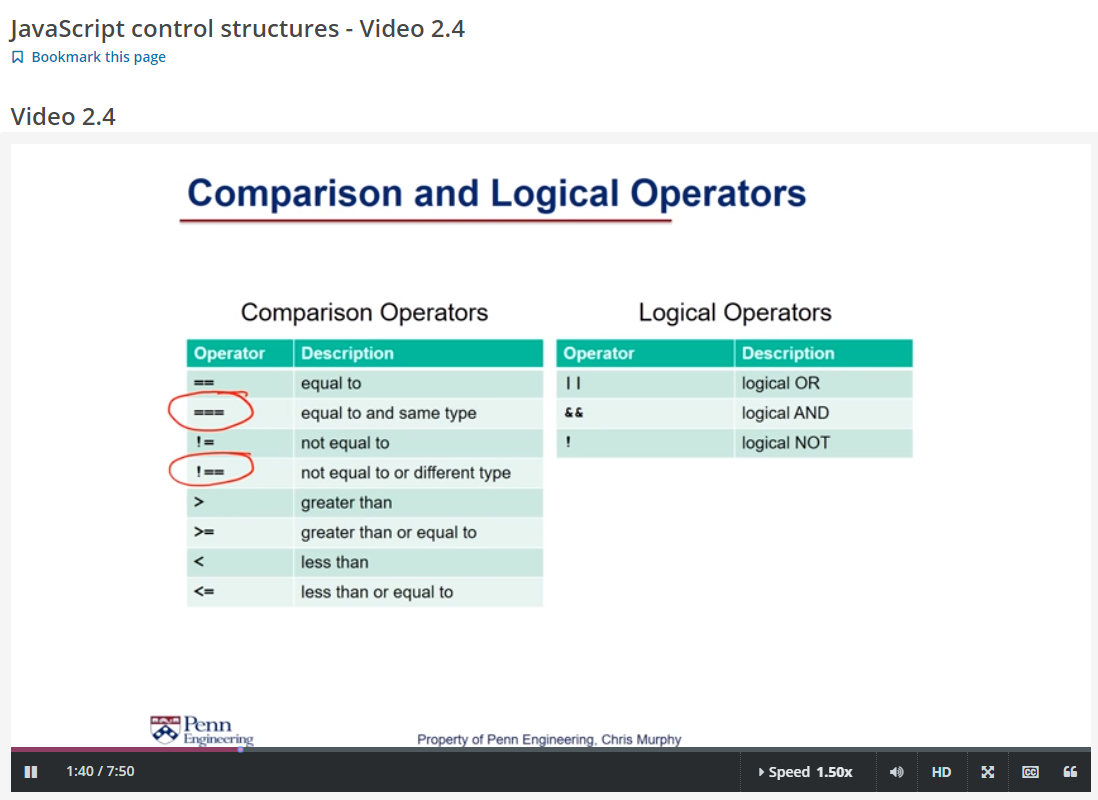 JavaScript control structures - Video 2.4
Bookmark this page
Video 2.4
Comparison and Logical Operators
Comparison Operators
Operator Description
== equal to
=== equal to and same type
!= not equal to
!== not equal to or different type
> greater than
>= greater than or equal to
< less than
<= less than or equal to
Logical Operators
Operator Description
|| logical OR
&& logical AND
! logical NOT
Penn
Engineering
Property of Penn Engineering, Chris Murphy
1:40 / 7:50
Speed 1.50x
HD
CC